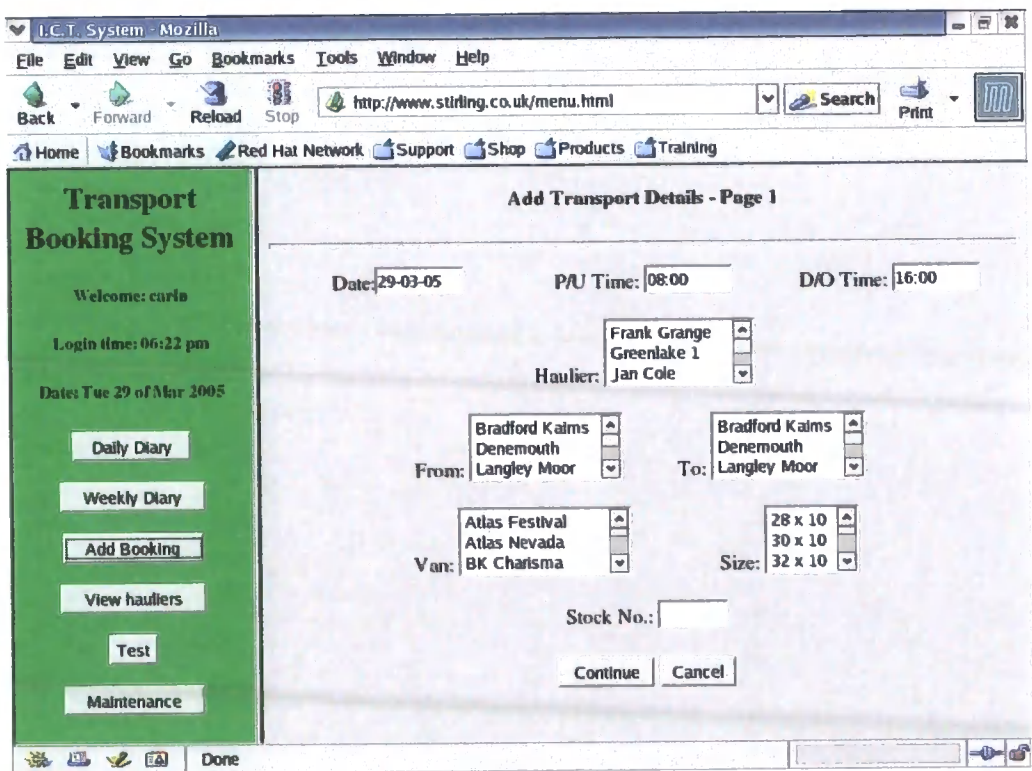 I.C.T. System - Mozilla
File Edit View Go Bookmarks Tools Window Help
Back Forward Reload Stop http://www.stirling.co.uk/menu.html Search Print
Home Bookmarks Red Hat Network Support Shop Products Training
Transport
Booking System
Welcome: carin
Login time: 06:22 pm
Date: Tue 29 of Mar 2005
Daily Diary
Weekly Diary
Add Booking
View hauliers
Test
Maintenance
Add Transport Details - Page 1
Date: 29-03-05 P/U Time: 08:00 D/O Time: 16:00
Frank Grange
Greenlake 1
Haulier: Jan Cole
Bradford Kaims Bradford Kaims
Denemouth Denemouth
From: Langley Moor To: Langley Moor
Atlas Festival 28 x 10
Atlas Nevada 30 x 10
Van: BK Charisma Size: 32 x 10
Stock No.:
Continue Cancel
Done